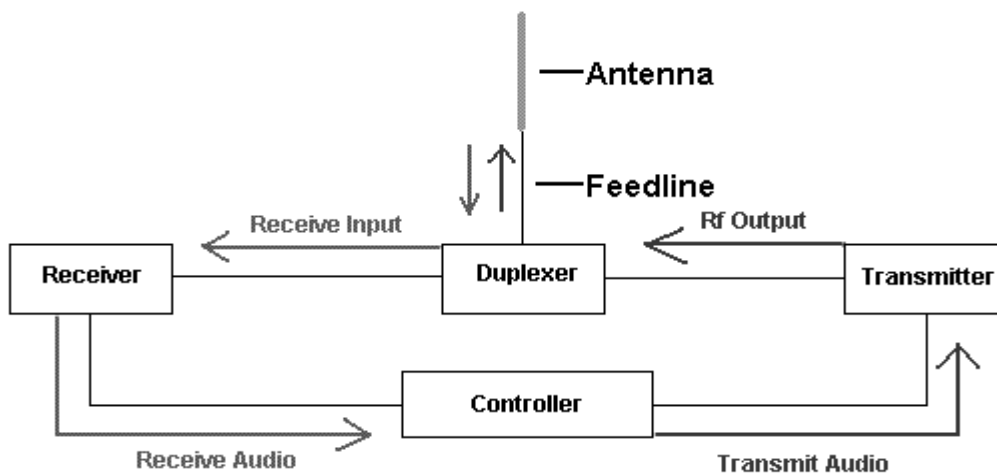 Antenna
Feedline
Receive Input
Rf Output
Receiver
Duplexer
Transmitter
Controller
Receive Audio
Transmit Audio